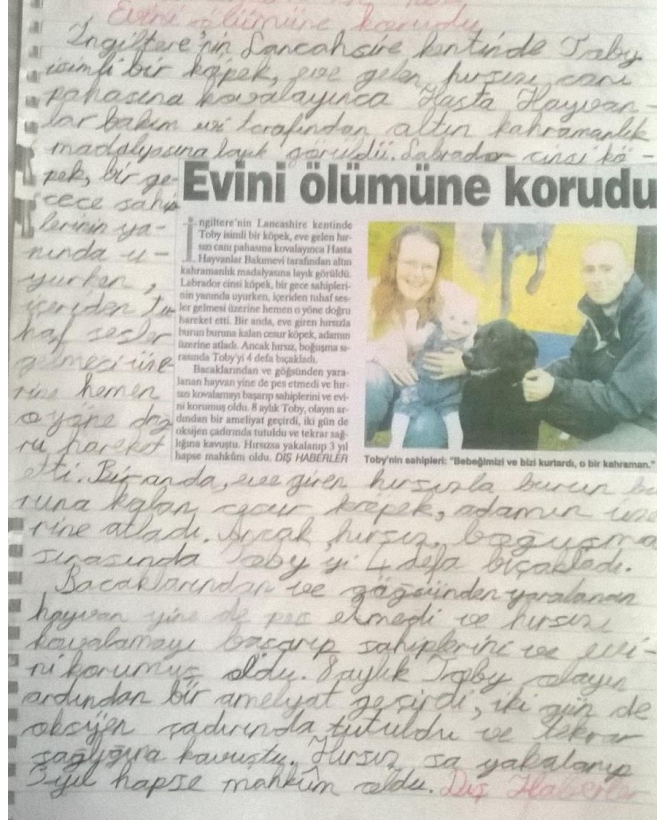 Evini ölümüne korudu
İngiltere'nin Lancahsire kentinde Toby
isimli bir köpek, eve gelen hırsızı canı
pahasına kovalayınca Hasta Hayvan-
lar bakım evi tarafından altın kahramanlık
madalyasına layık görüldü. Labrador cinsi kö-
pek, bir ge-
cece sahip
lerinin ya-
nında u-
yurken,
içeriden tu-
haf sesler
gelmesi üze-
rine hemen
o yöne doğ
ru hareket
Evini ölümüne korudu
İngiltere'nin Lancashire kentinde
Toby isimli bir köpek, eve gelen hır-
sızı canı pahasına kovalayınca Hasta
Hayvanlar Bakımevi tarafından altın
kahramanlık madalyasına layık görüldü.
Labrador cinsi köpek, bir gece sahipleri-
nin yanında uyurken, içeriden tuhaf ses-
ler gelmesi üzerine hemen o yöne doğru
hareket etti. Bir anda, eve giren hırsızla
burun buruna kalan cesur köpek, adamın
üzerine atladı. Ancak hırsız, boğuşma sı-
rasında Toby'yi 4 defa bıçakladı.
Bacaklarından ve göğsünden yara-
lanan hayvan yine de pes etmedi ve hır-
sızı kovalamayı başarıp sahiplerini ve evi-
ni korumuş oldu. 8 aylık Toby, olayın ar-
dından bir ameliyat geçirdi, iki gün de
oksijen çadırında tutuldu ve tekrar sağ-
lığına kavuştu. Hırsızsa yakalanıp 3 yıl
hapse mahkûm oldu. DIŞ HABERLER
Toby'nin sahipleri: "Bebeğimizi ve bizi kurtardı, o bir kahraman."
etti. Bir anda, eve giren hırsızla burun bu
runa kalan cesur köpek, adamın üze
rine atladı. Ancak hırsız, boğuşma
sırasında Toby'yi 4 defa bıçakladı.
Bacaklarından ve göğsünden yaralanan
hayvan yine de pes etmedi ve hırsızı
kovalamayı başarıp sahiplerini ve evi-
ni korumuş oldu. 8 aylık Toby olayın
ardından bir ameliyat geçirdi, iki gün de
oksijen çadırında tutuldu ve tekrar
sağlığına kavuştu. Hırsız sa yakalanıp
3 yıl hapse mahkûm oldu. Dış Haberler